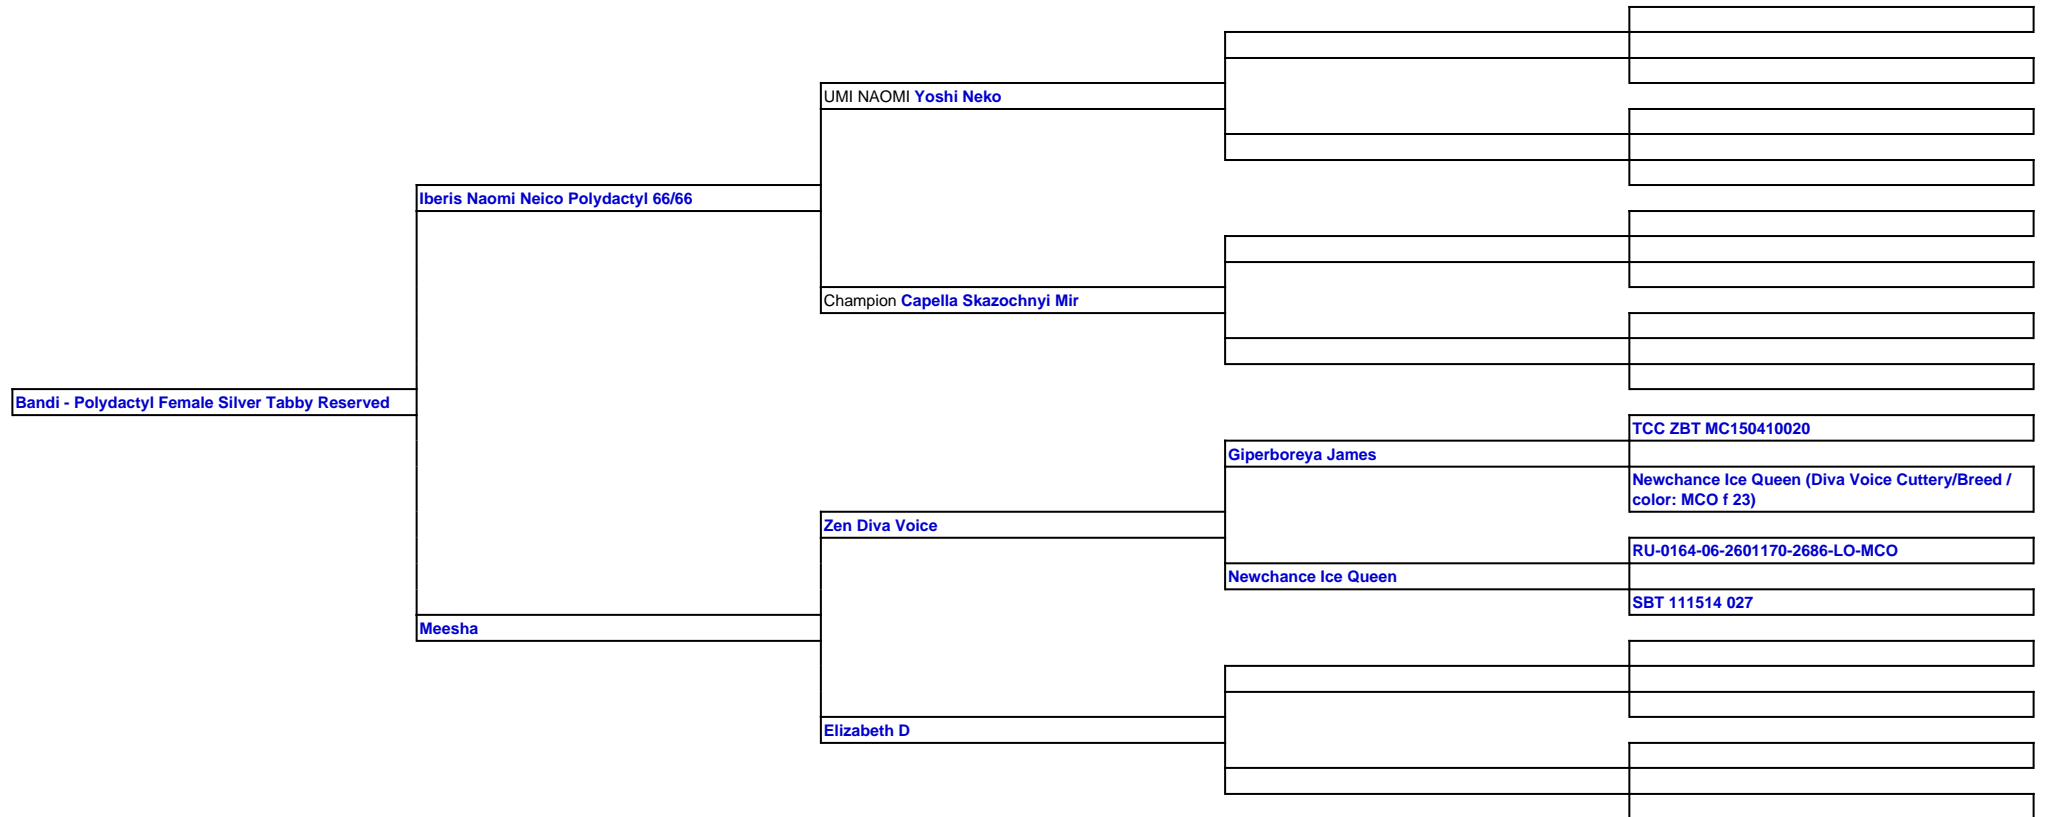 UMI NAOMI Yoshi Neko
Iberis Naomi Neico Polydactyl 66/66
Champion Capella Skazochnyi Mir
Bandi - Polydactyl Female Silver Tabby Reserved
TCC ZBT MC150410020
Giperboreya James
Newchance Ice Queen (Diva Voice Cuttery/Breed /
color: MCO f 23)
Zen Diva Voice
RU-0164-06-2601170-2686-LO-MCO
Newchance Ice Queen
SBT 111514 027
Meesha
Elizabeth D